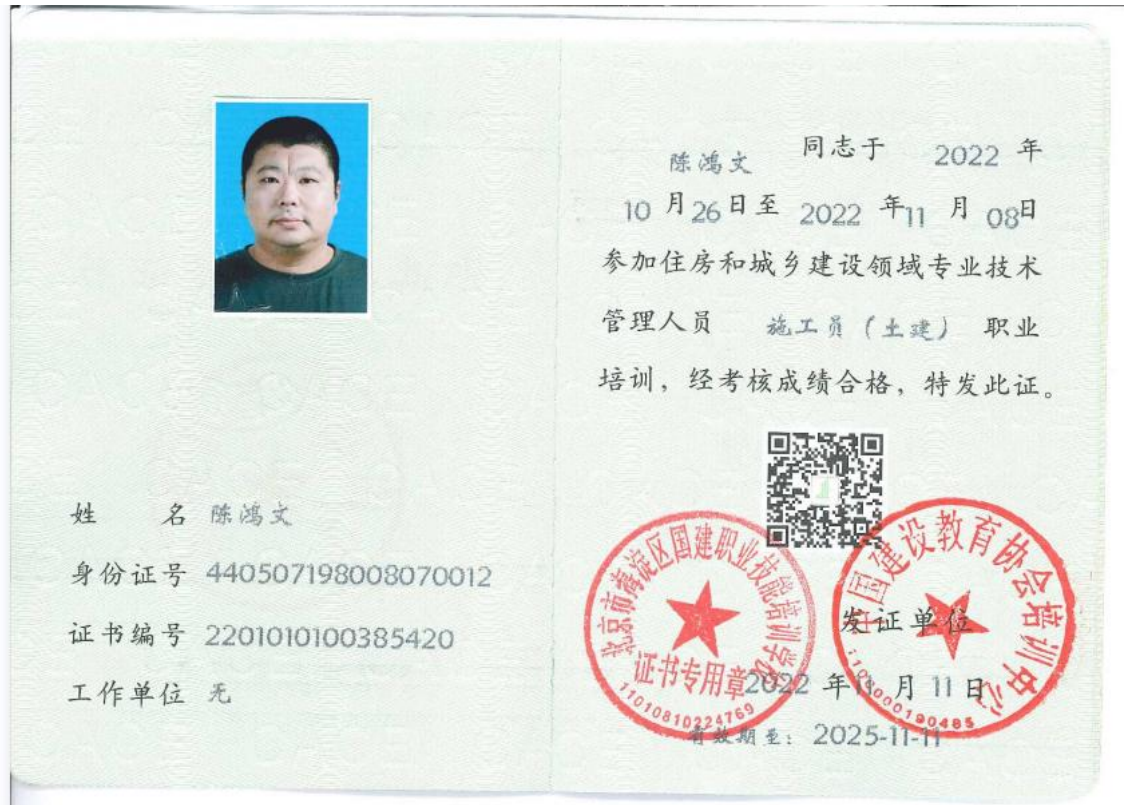 姓 名 陈鸿文
身份证号 440507198008070012
证书编号 2201010100385420
工作单位 无
陈鸿文 同志于 2022 年
10 月 26 日至 2022 年 11 月 08日
参加住房和城乡建设领域专业技术
管理人员 施工员（土建） 职业
培训，经考核成绩合格，特发此证。
北京市海淀区国建职业技能培训学校
证书专用章
11010810224769
中国建设教育协会培训中心
发证单位
2022 年 11 月 11 日
有效期至： 2025-11-11